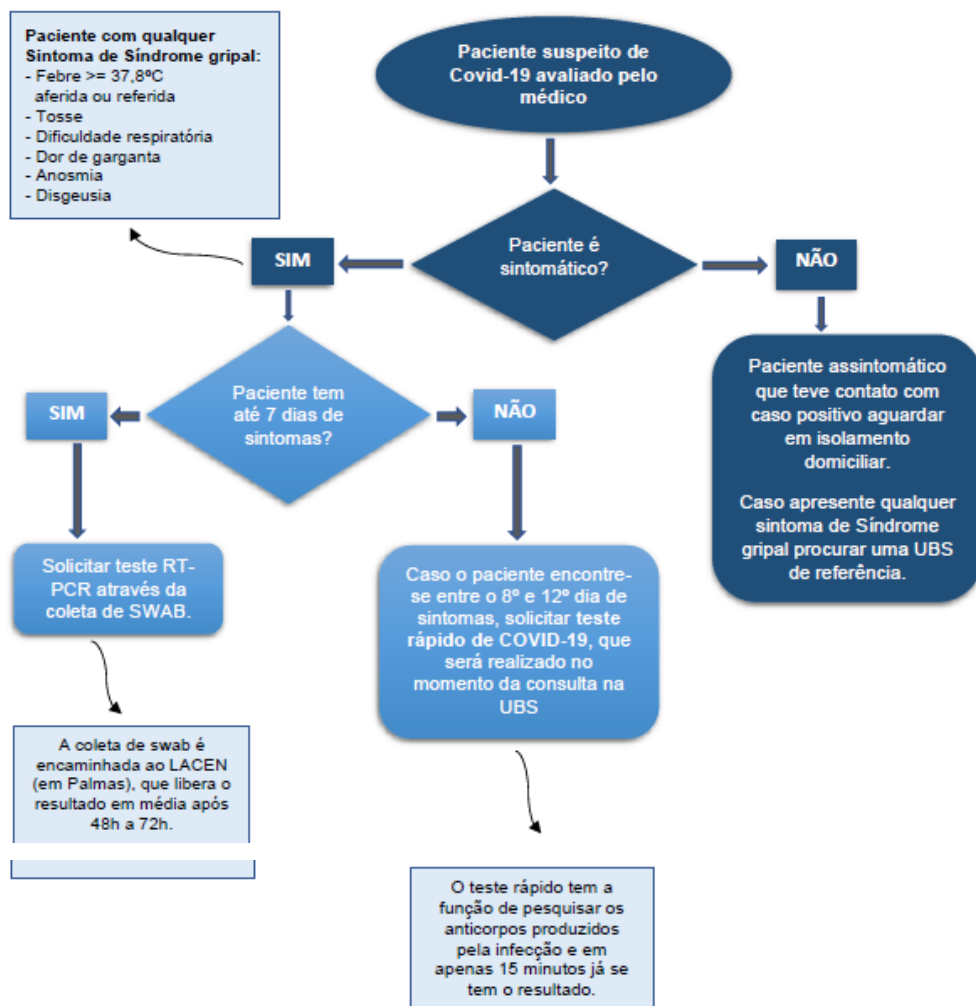 Paciente com qualquer
Sintoma de Síndrome gripal:
- Febre >= 37,8ºC
aferida ou referida
- Tosse
- Dificuldade respiratória
- Dor de garganta
- Anosmia
- Disgeusia
Paciente suspeito de
Covid-19 avaliado pelo
médico
Paciente é
sintomático?
SIM
NÃO
Paciente assintomático
que teve contato com
caso positivo aguardar
em isolamento
domiciliar.
Caso apresente qualquer
sintoma de Síndrome
gripal procurar uma UBS
de referência.
Paciente tem
até 7 dias de
sintomas?
SIM
NÃO
Solicitar teste RT-
PCR através da
coleta de SWAB.
Caso o paciente encontre-
se entre o 8º e 12º dia de
sintomas, solicitar teste
rápido de COVID-19, que
será realizado no
momento da consulta na
UBS
A coleta de swab é
encaminhada ao LACEN
(em Palmas), que libera o
resultado em média após
48h a 72h.
O teste rápido tem a
função de pesquisar os
anticorpos produzidos
pela infecção e em
apenas 15 minutos já se
tem o resultado.